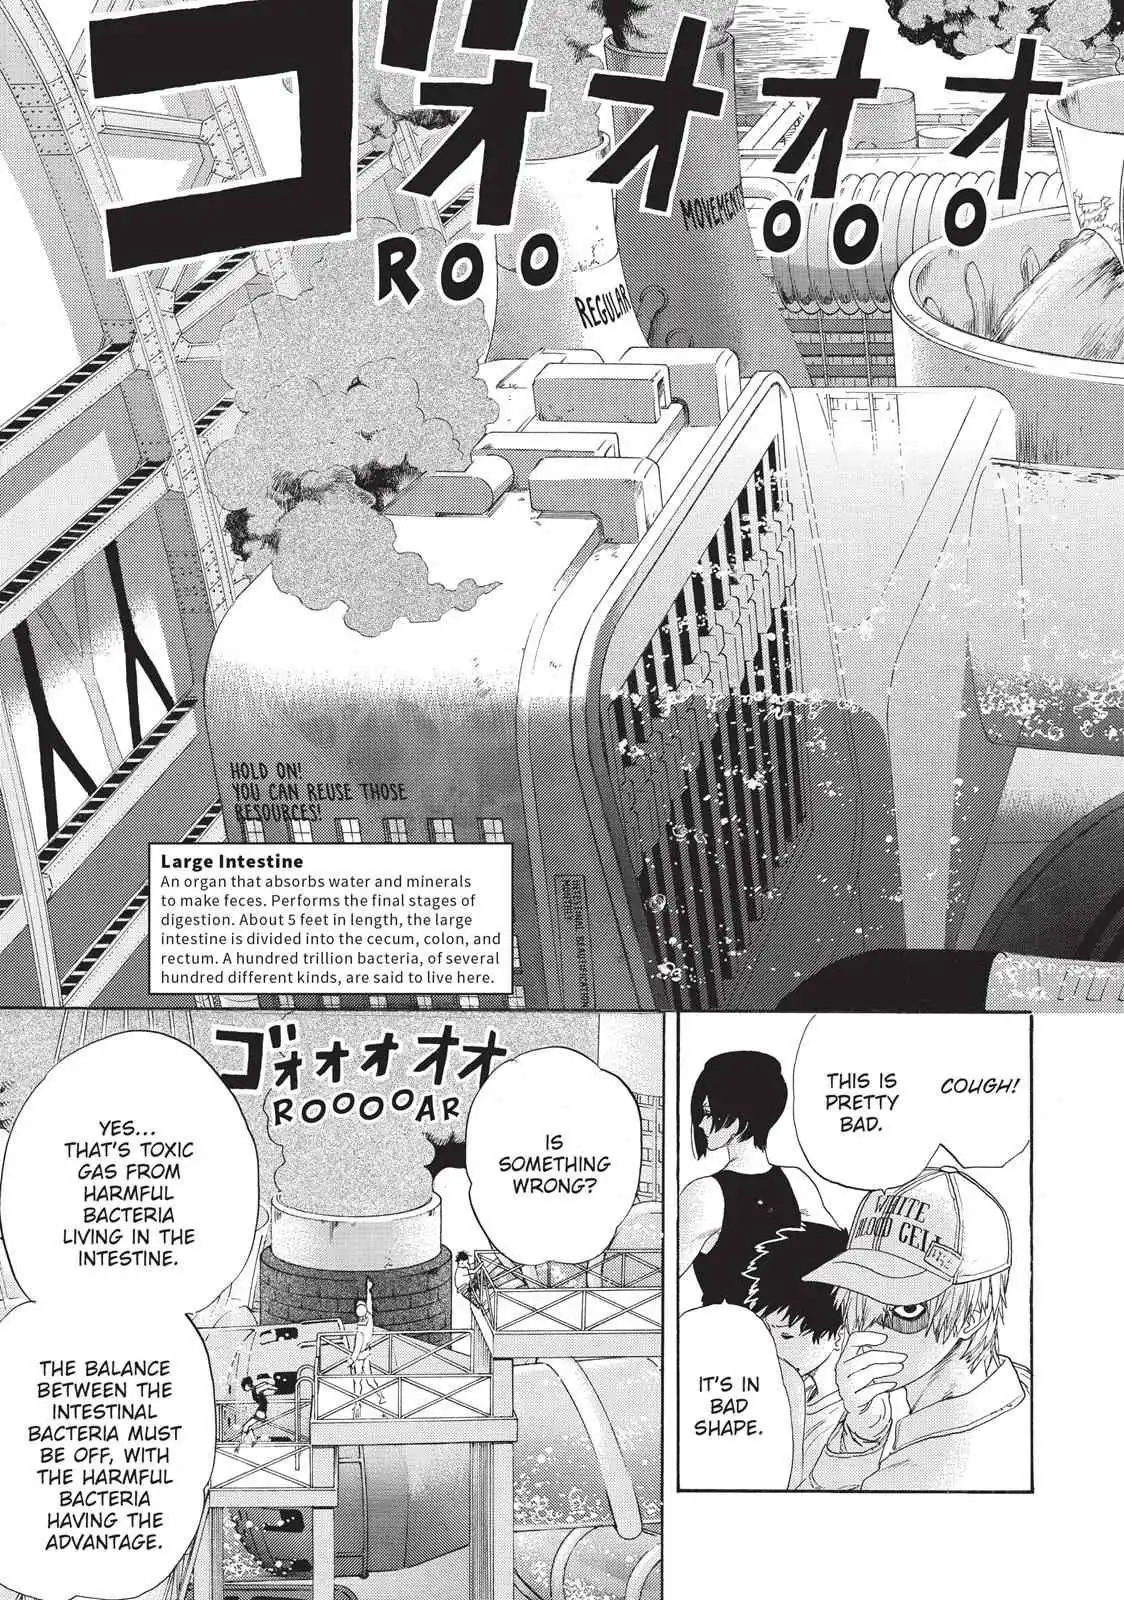 ゴォオオオ
ROO OOO
MOVEMENT
REGULAR
HOLD ON!
YOU CAN REUSE THOSE
RESOURCES!
INTESTINAL BEAUTIFICATION
Large Intestine
An organ that absorbs water and minerals
to make feces. Performs the final stages of
digestion. About 5 feet in length, the large
intestine is divided into the cecum, colon, and
rectum. A hundred trillion bacteria, of several
hundred different kinds, are said to live here.
COUGH!
THIS IS
PRETTY
BAD.
WHITE
BLOOD CELL
IT'S IN
BAD
SHAPE.
ゴォオォオオ
ROOOOAR
IS
SOMETHING
WRONG?
YES...
THAT'S TOXIC
GAS FROM
HARMFUL
BACTERIA
LIVING IN THE
INTESTINE.
THE BALANCE
BETWEEN THE
INTESTINAL
BACTERIA MUST
BE OFF, WITH
THE HARMFUL
BACTERIA
HAVING THE
ADVANTAGE.